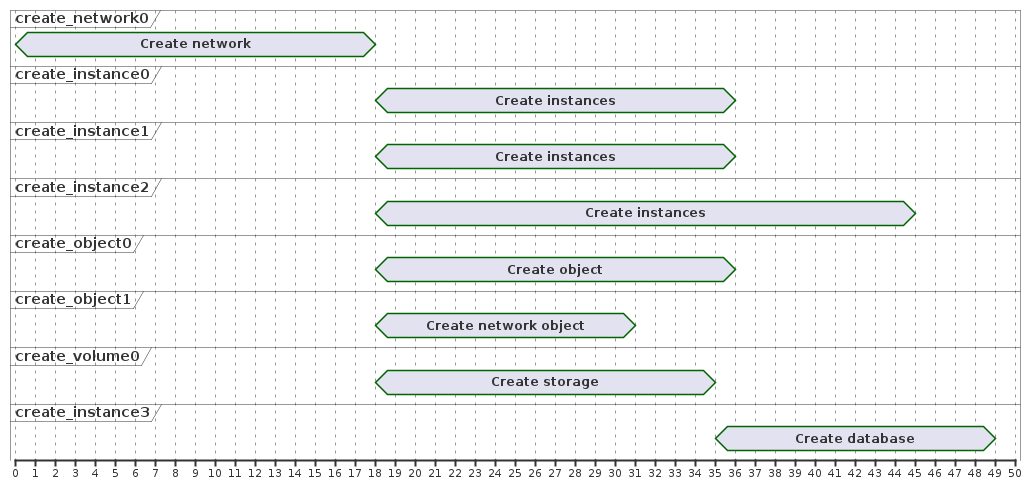 create_network0
Create network
create_instance0
Create instances
create_instance1
Create instances
create_instance2
Create instances
create_object0
Create object
create_object1
Create network object
create_volume0
Create storage
create_instance3
Create database
0 1 2 3 4 5 6 7 8 9 10 11 12 13 14 15 16 17 18 19 20 21 22 23 24 25 26 27 28 29 30 31 32 33 34 35 36 37 38 39 40 41 42 43 44 45 46 47 48 49 50